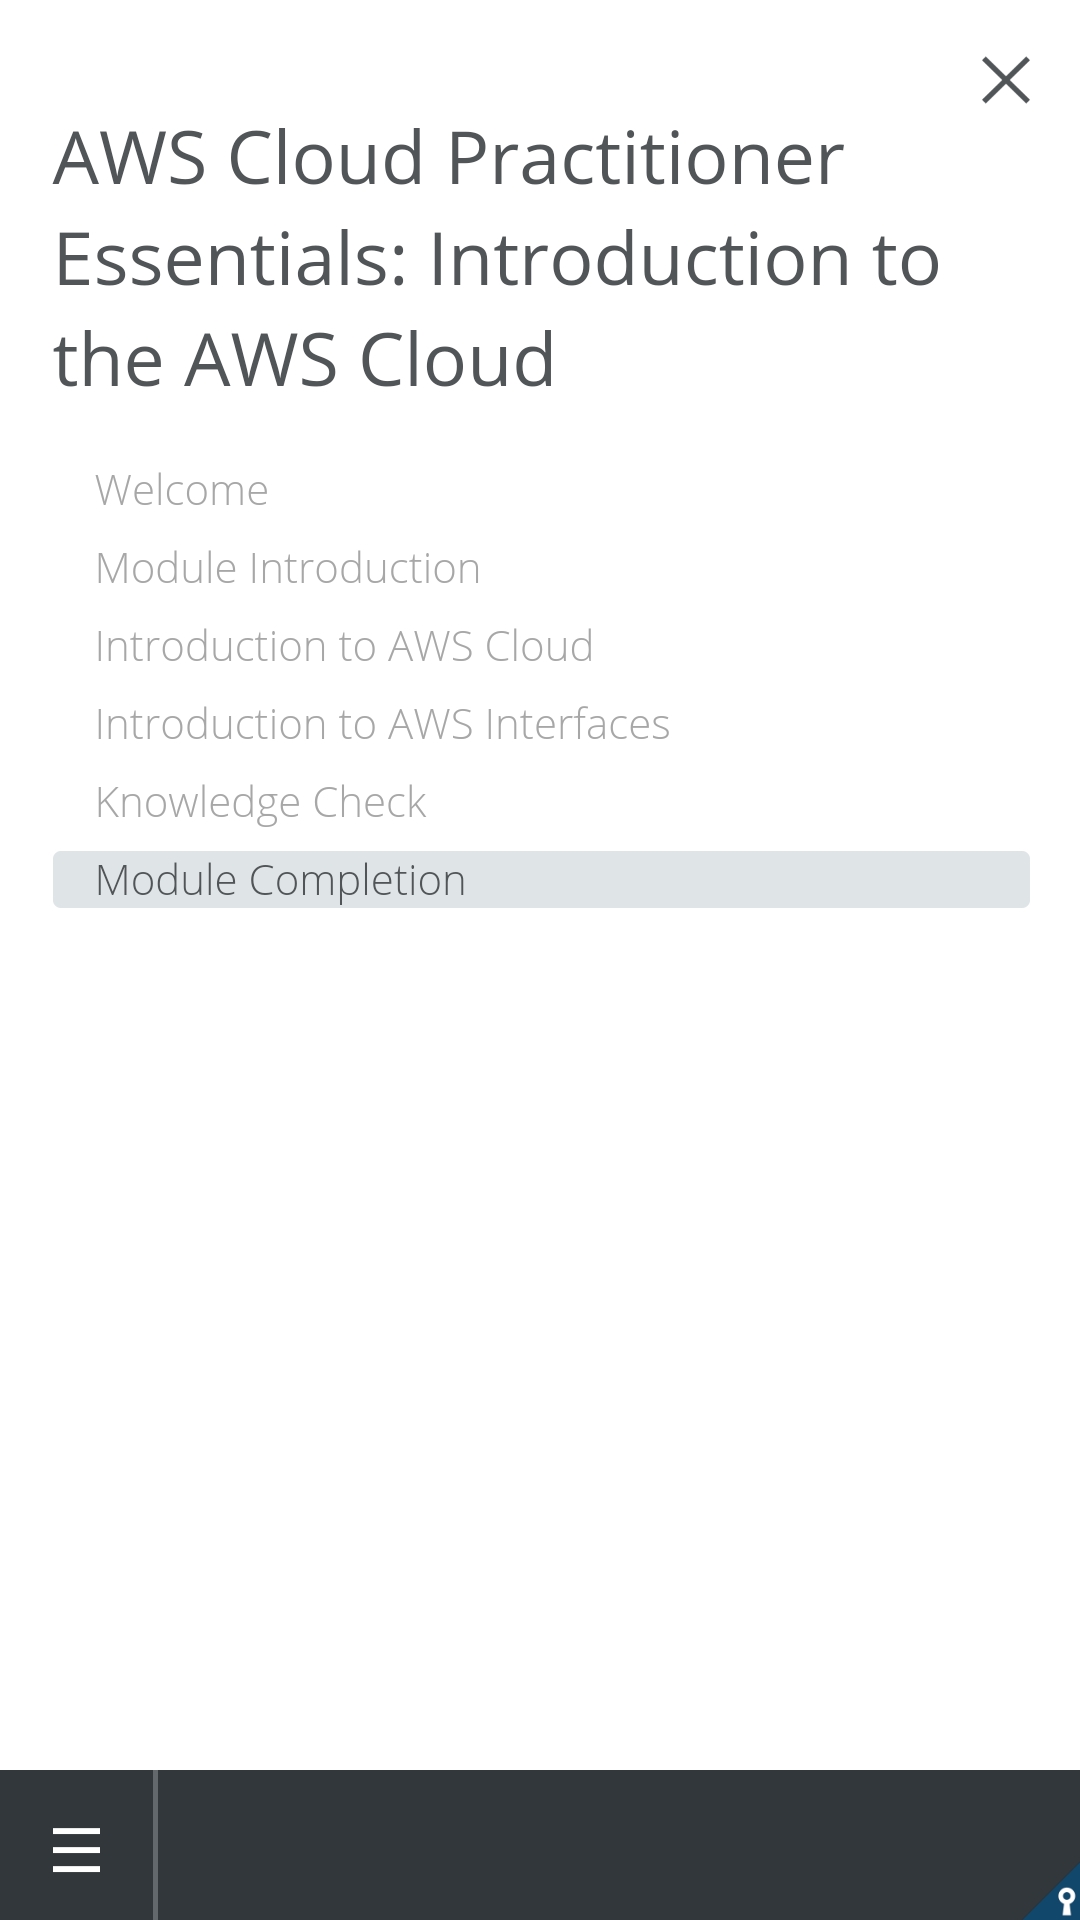 AWS Cloud Practitioner
Essentials: Introduction to
the AWS Cloud
Welcome
Module Introduction
Introduction to AWS Cloud
Introduction to AWS Interfaces
Knowledge Check
Module Completion